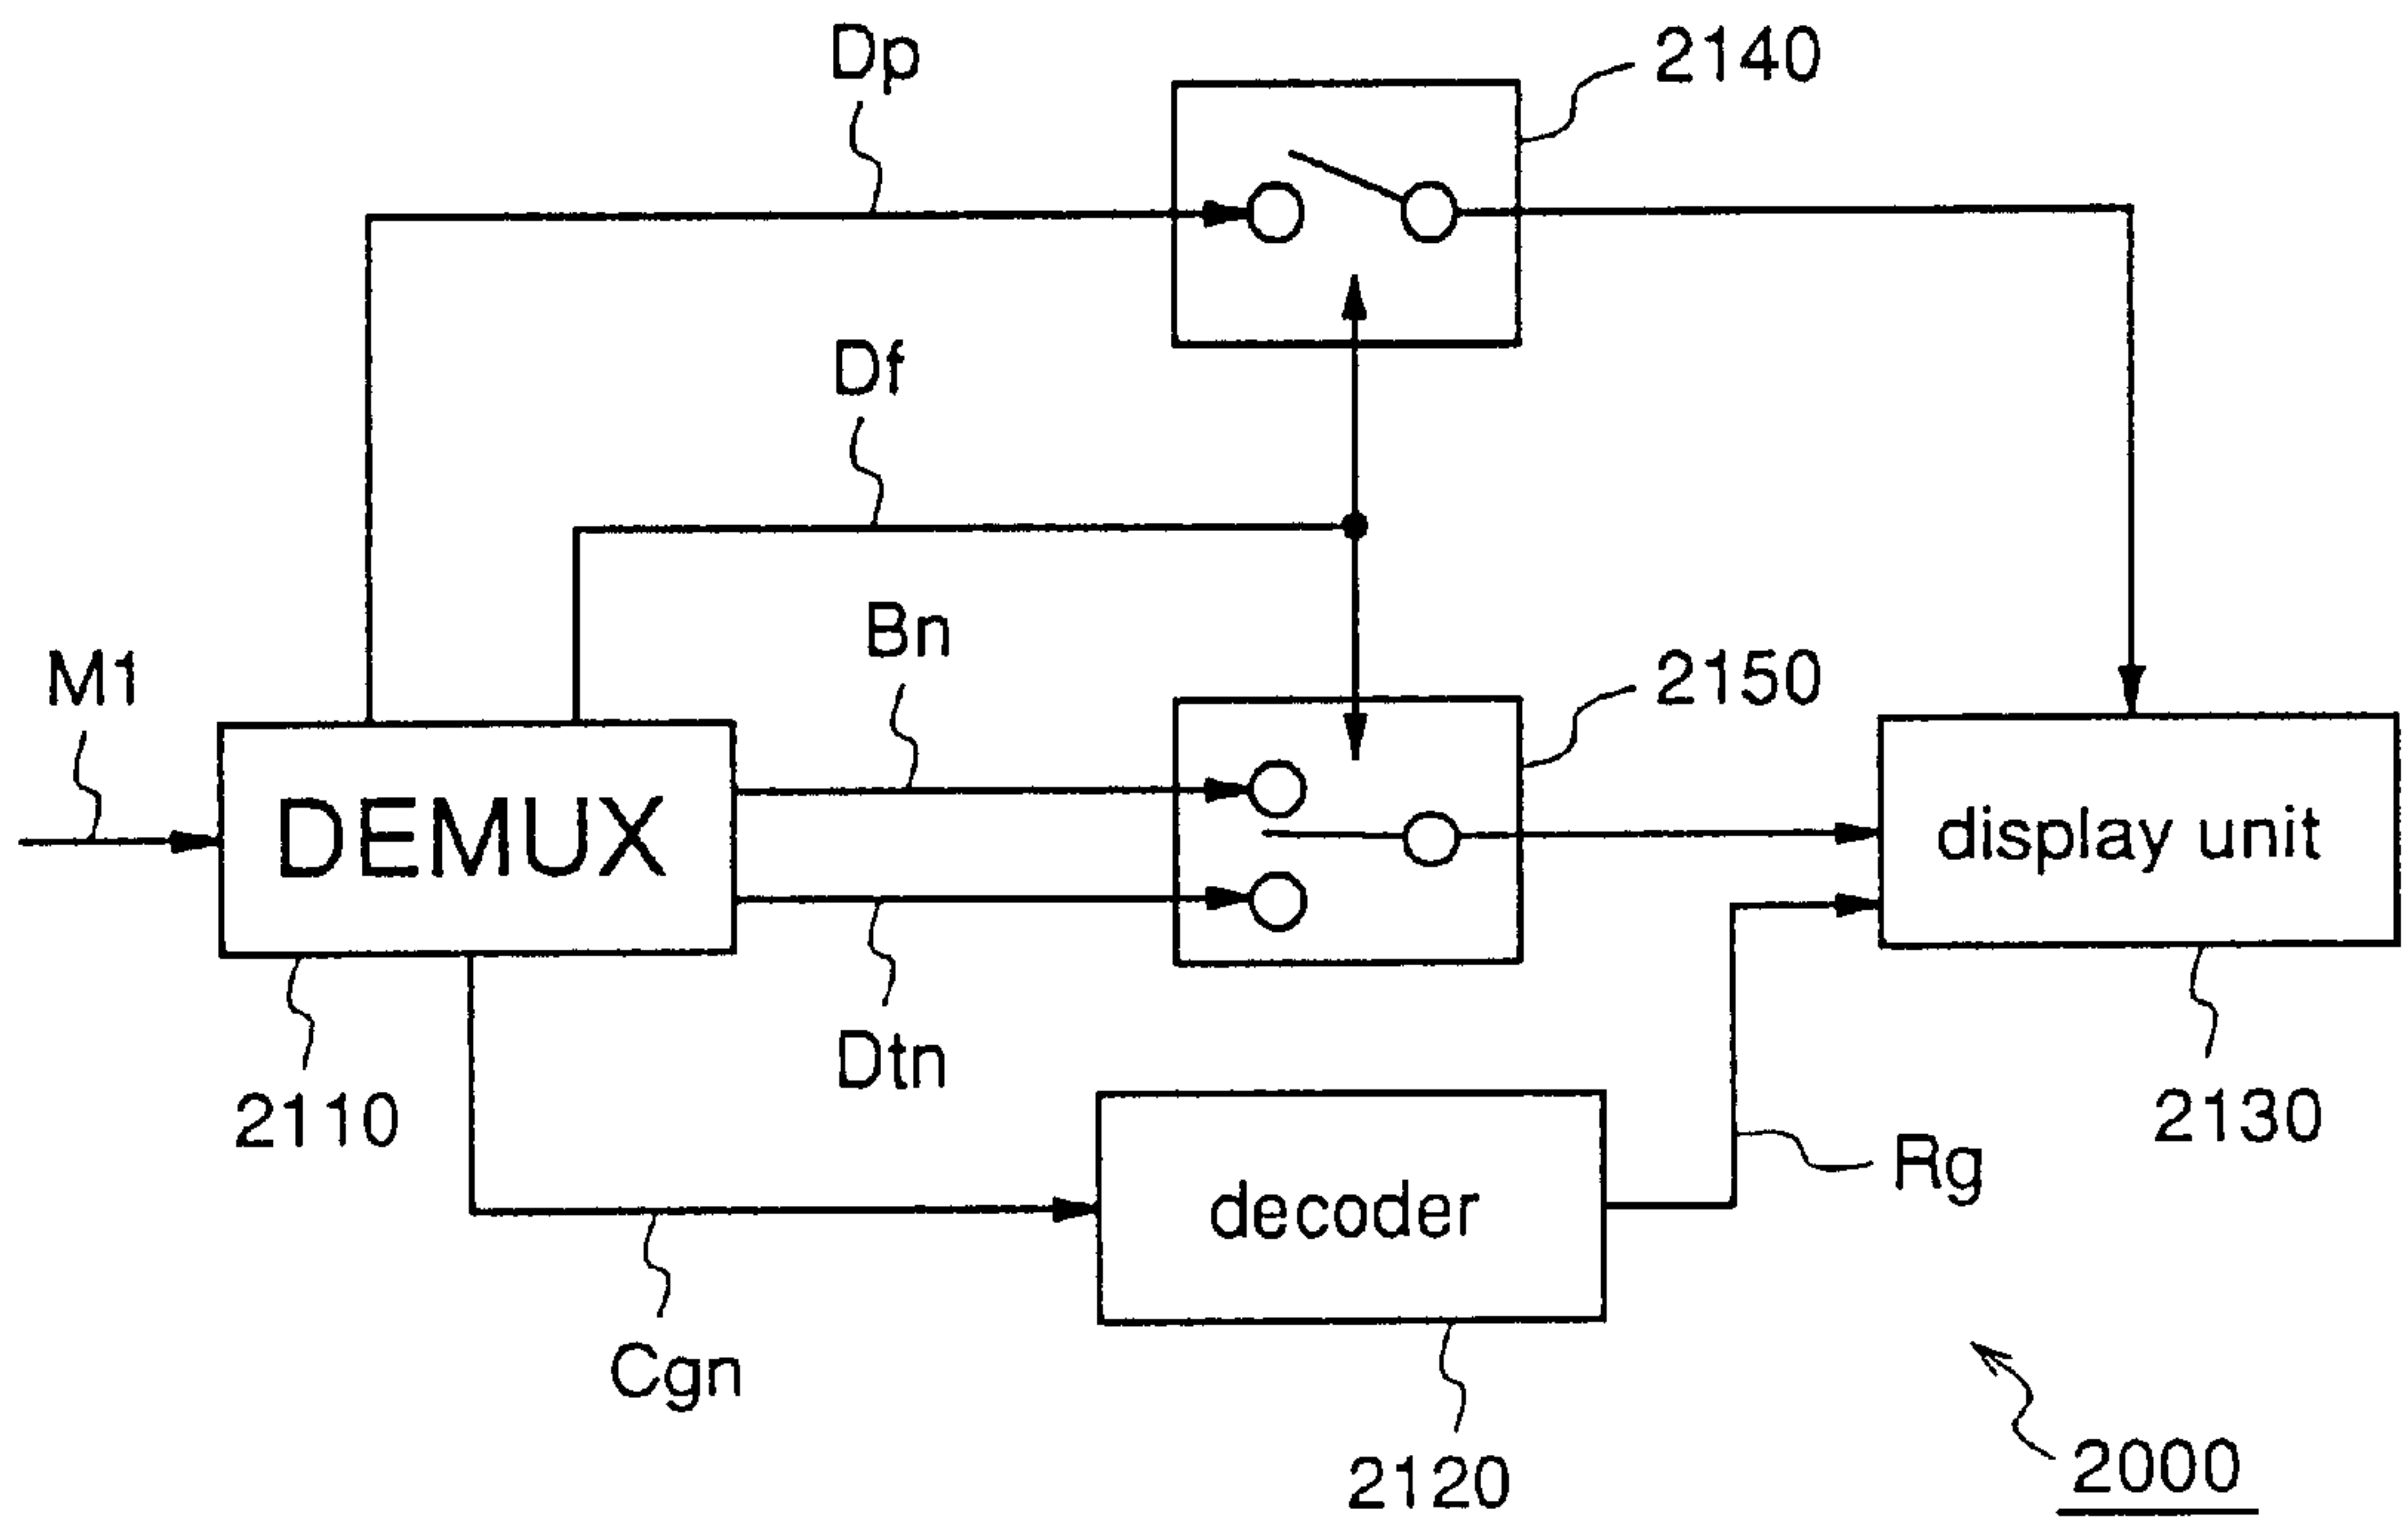 Dp
2140
Df
Bn
M1
2150
DEMUX
display unit
Dtn
2110
2130
Rg
decoder
Cgn
2120
2000